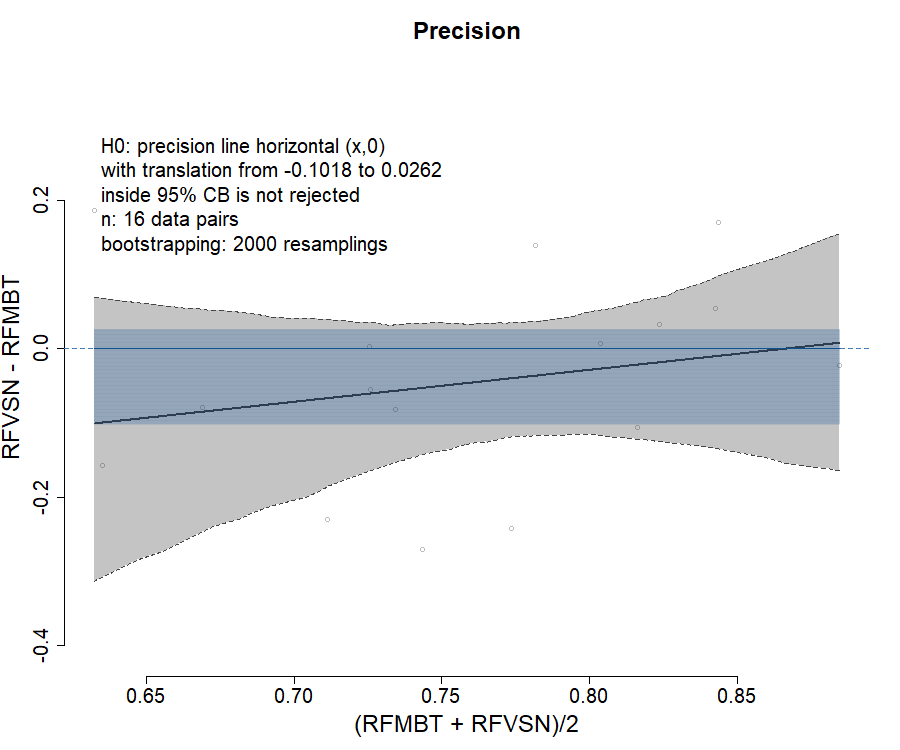 Precision
H0: precision line horizontal (x,0)
with translation from -0.1018 to 0.0262
inside 95% CB is not rejected
n: 16 data pairs
bootstrapping: 2000 resamplings
RFVSN - RFMBT
0.2
0.0
-0.2
-0.4
0.65
0.70
0.75
0.80
0.85
(RFMBT + RFVSN)/2